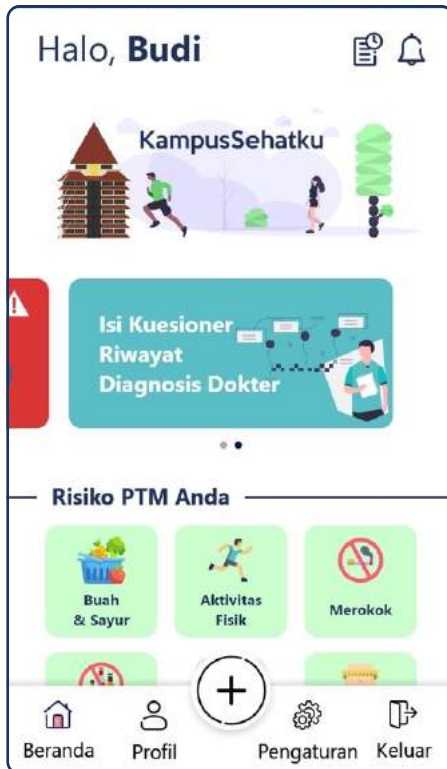 Halo, Budi
KampusSehatku
Isi Kuesioner
Riwayat
Diagnosis Dokter
Risiko PTM Anda
Buah
& Sayur
Aktivitas
Fisik
Merokok
Beranda
Profil
Pengaturan
Keluar